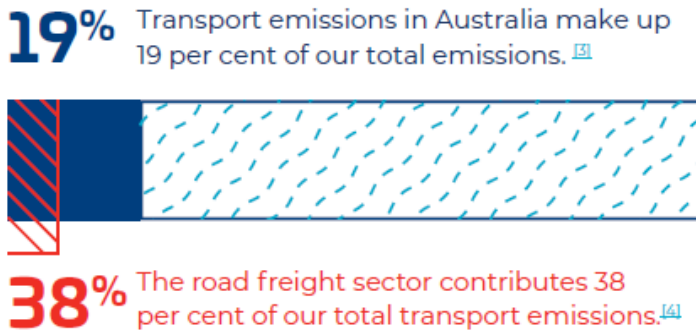 19% Transport emissions in Australia make up
19 per cent of our total emissions. [3]
38% The road freight sector contributes 38
per cent of our total transport emissions.[4]